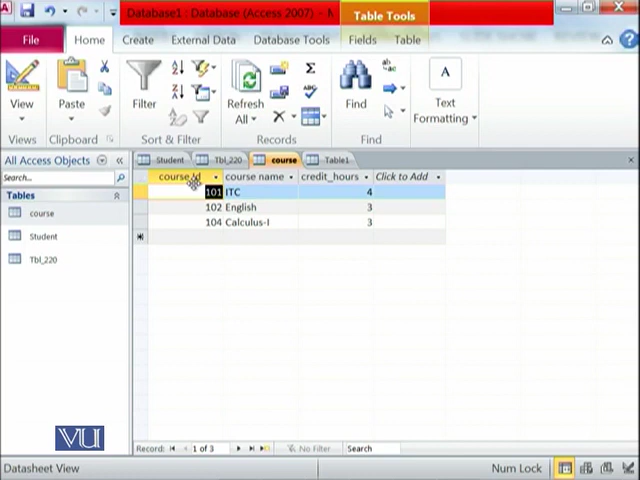 Database1 : Database (Access 2007) -
Table Tools
File Home Create External Data Database Tools Fields Table
View Paste Filter Refresh All Find Text Formatting
Views Clipboard Sort & Filter Records Find
All Access Objects
Student Tbl_220 course Table1
Search...
Tables
course
Student
Tbl_220
course id course name credit_hours Click to Add
101 ITC 4
102 English 3
104 Calculus-I 3
VU
Record: 1 of 3 No Filter Search
Datasheet View Num Lock